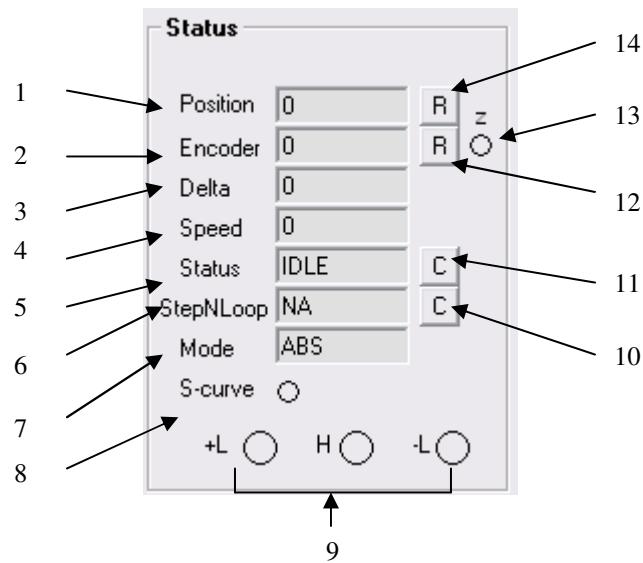 Status
14
1 Position 0 R
z 13
2 Encoder 0 R
3 Delta 0
12
4 Speed 0
5 Status IDLE C
11
6 StepNLoop NA C
10
7 Mode ABS
8 S-curve
+L H -L
9